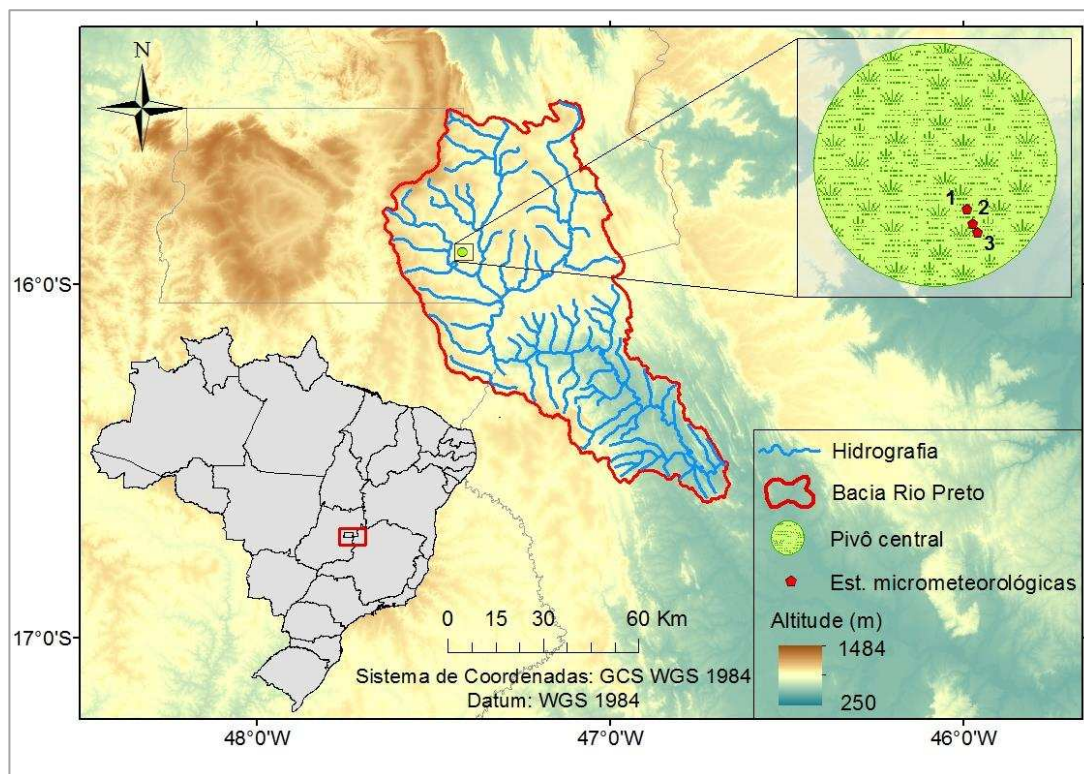 N
1
2
3
16°0'S
17°0'S
Hidrografia
Bacia Rio Preto
Pivô central
Est. micrometeorológicas
Altitude (m)
1484
250
0 15 30 60 Km
Sistema de Coordenadas: GCS WGS 1984
Datum: WGS 1984
48°0'W 47°0'W 46°0'W